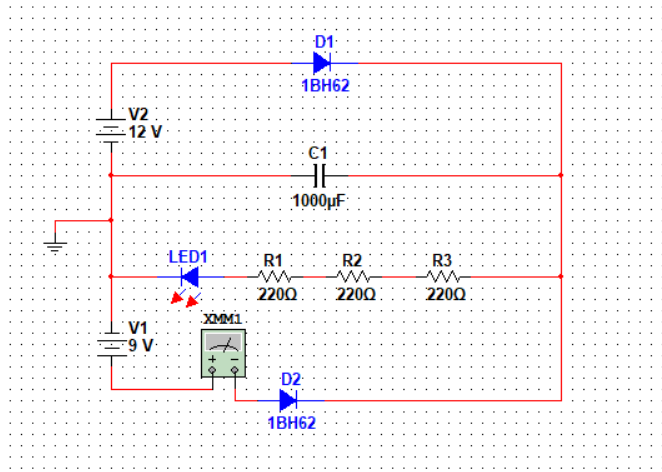 D1
1BH62
V2
12 V
C1
1000µF
LED1
R1
R2
R3
220Ω
220Ω
220Ω
V1
9 V
XMM1
+ −
D2
1BH62